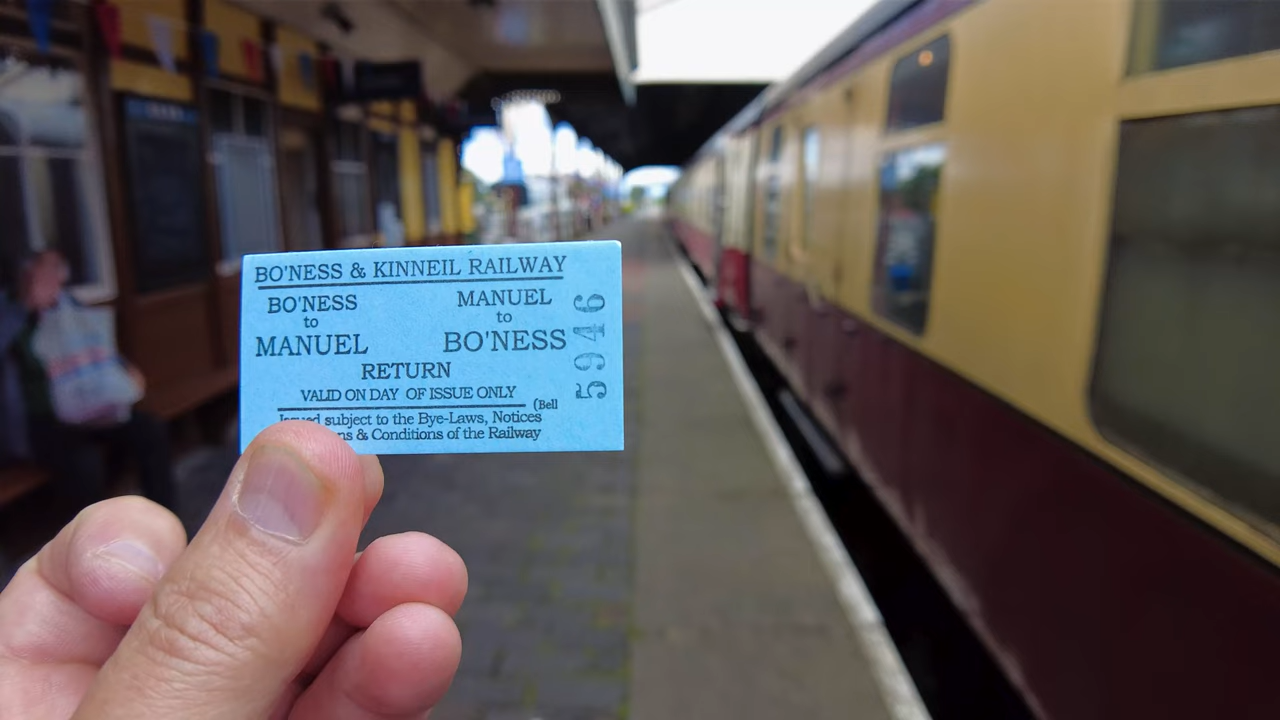 BO'NESS & KINNEIL RAILWAY
BO'NESS
to
MANUEL
MANUEL
to
BO'NESS
RETURN
VALID ON DAY OF ISSUE ONLY
(Bell
Issued subject to the Bye-Laws, Notices
& Conditions of the Railway
5946